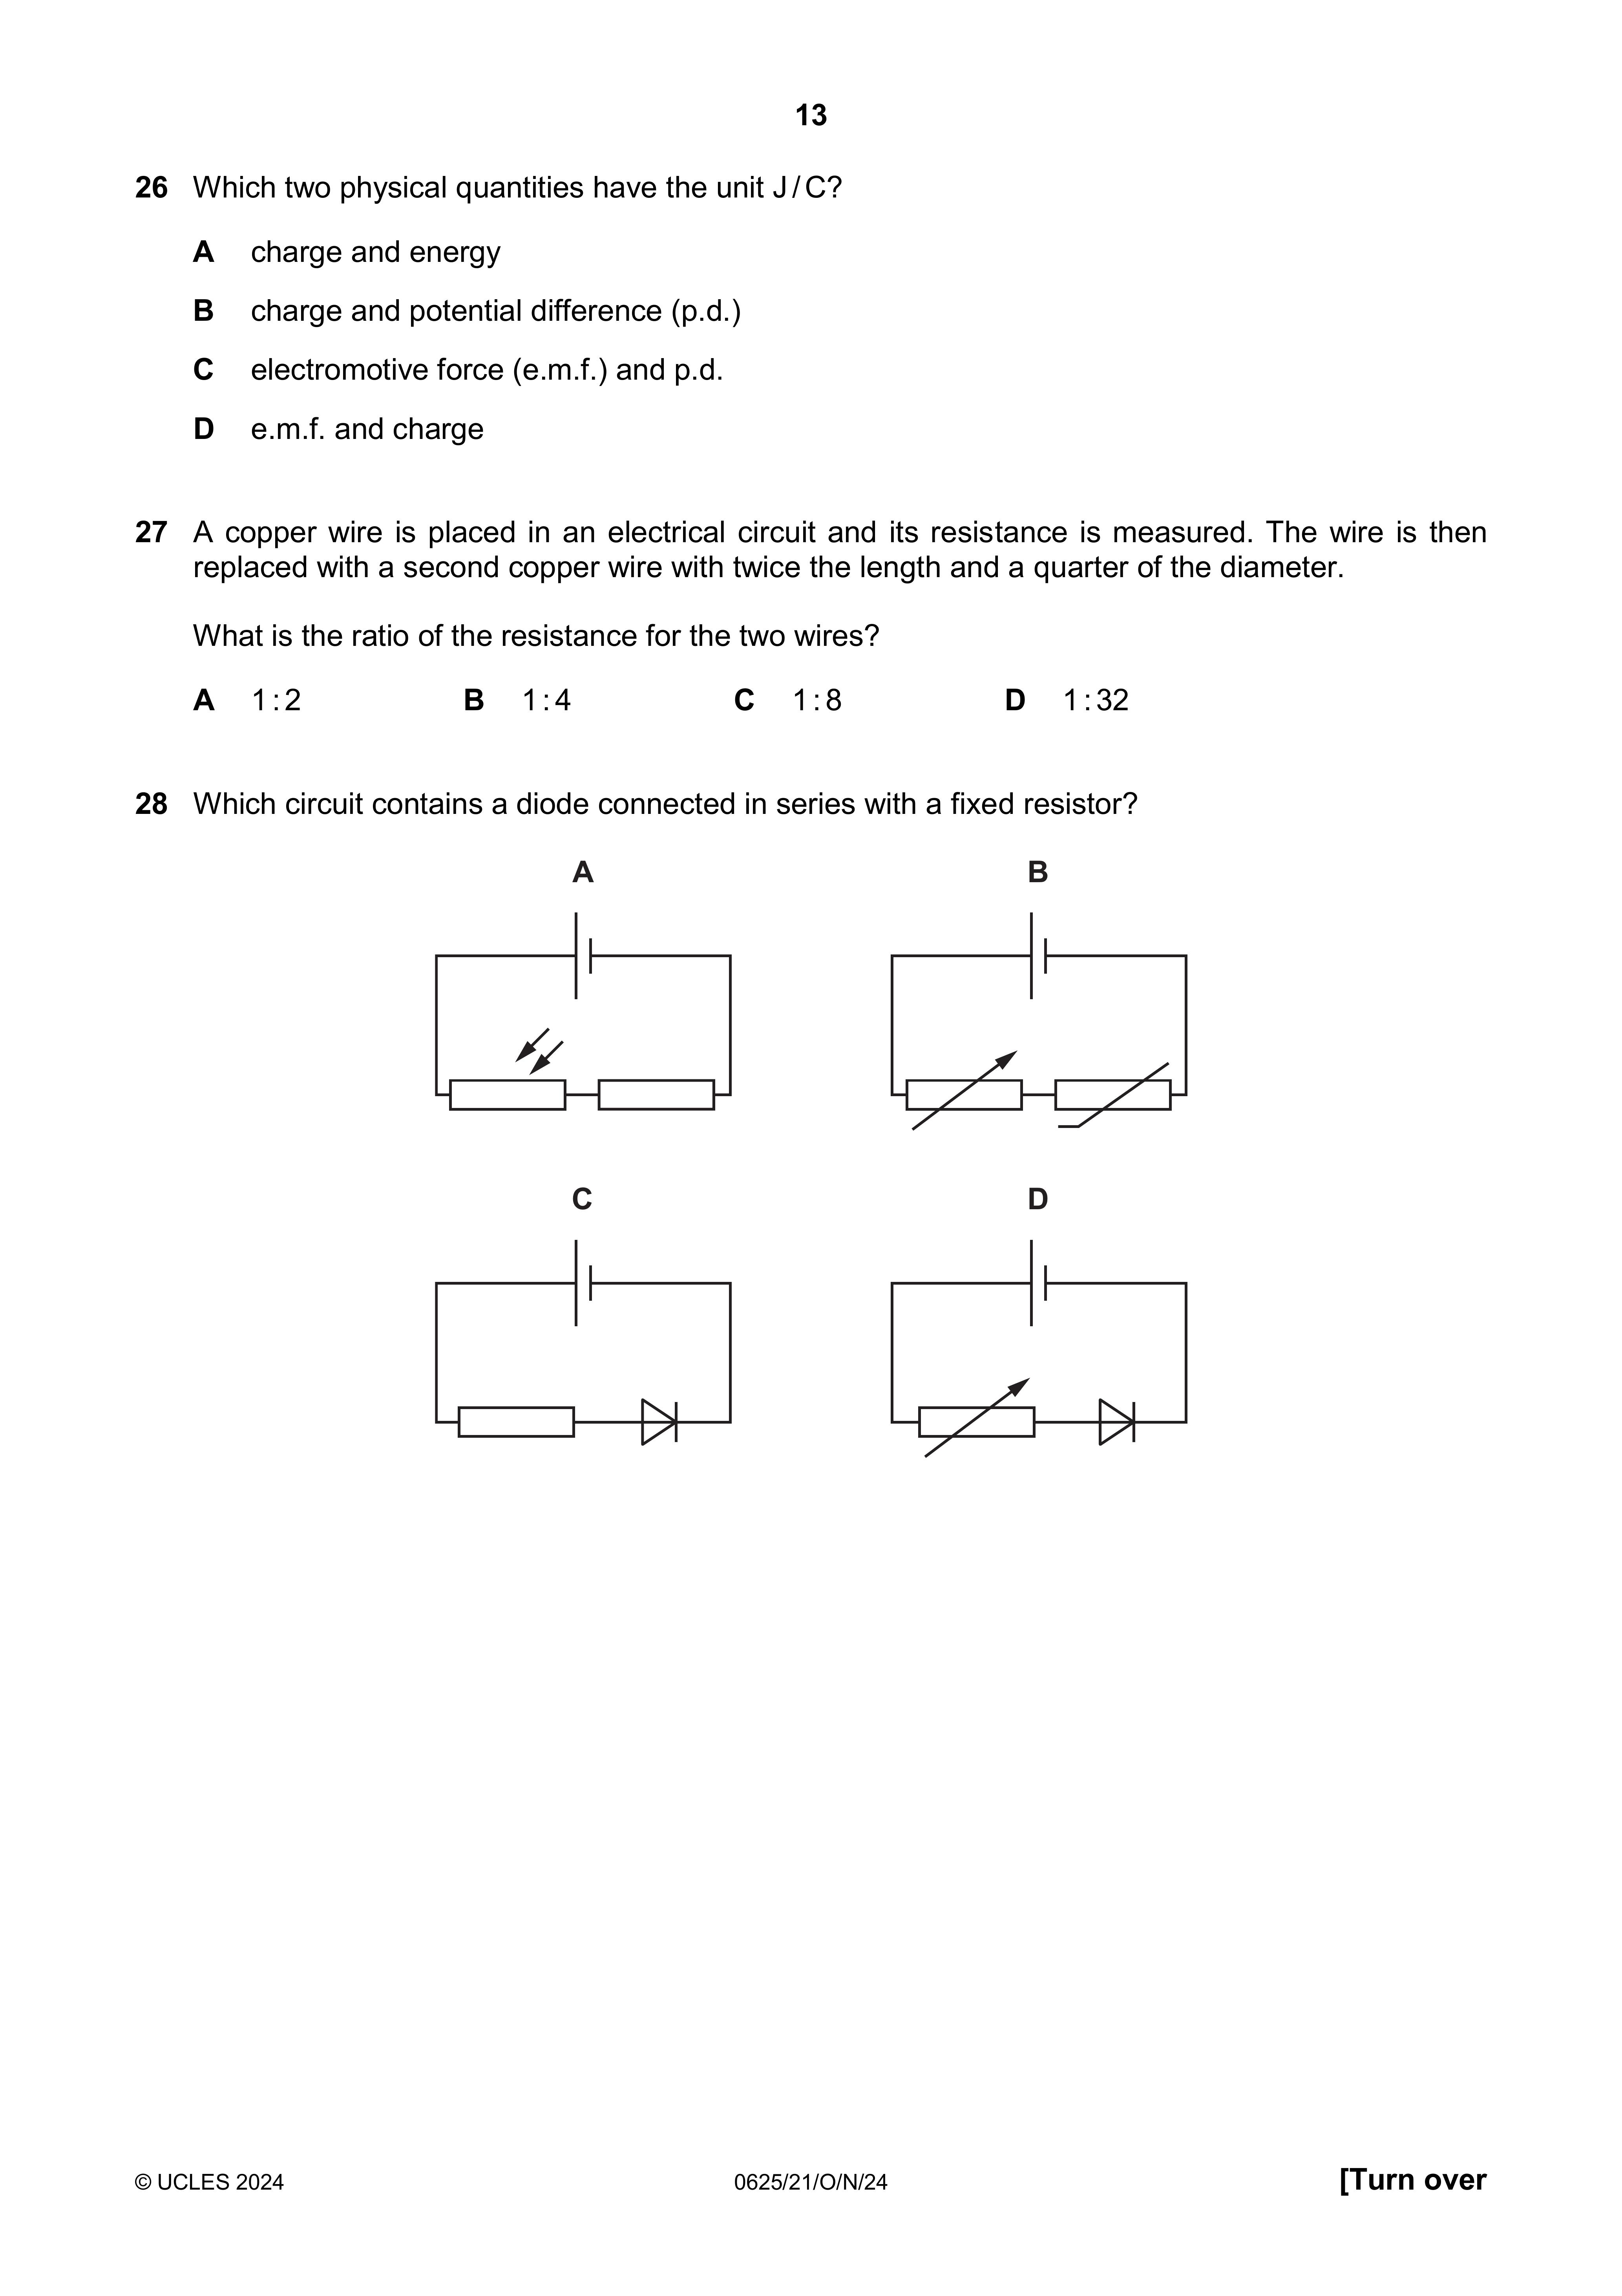 13
26 Which two physical quantities have the unit J / C?
A charge and energy
B charge and potential difference (p.d.)
C electromotive force (e.m.f.) and p.d.
D e.m.f. and charge
27 A copper wire is placed in an electrical circuit and its resistance is measured. The wire is then
replaced with a second copper wire with twice the length and a quarter of the diameter.
What is the ratio of the resistance for the two wires?
A 1 : 2 B 1 : 4 C 1 : 8 D 1 : 32
28 Which circuit contains a diode connected in series with a fixed resistor?
A B
C D
© UCLES 2024 0625/21/O/N/24 [Turn over